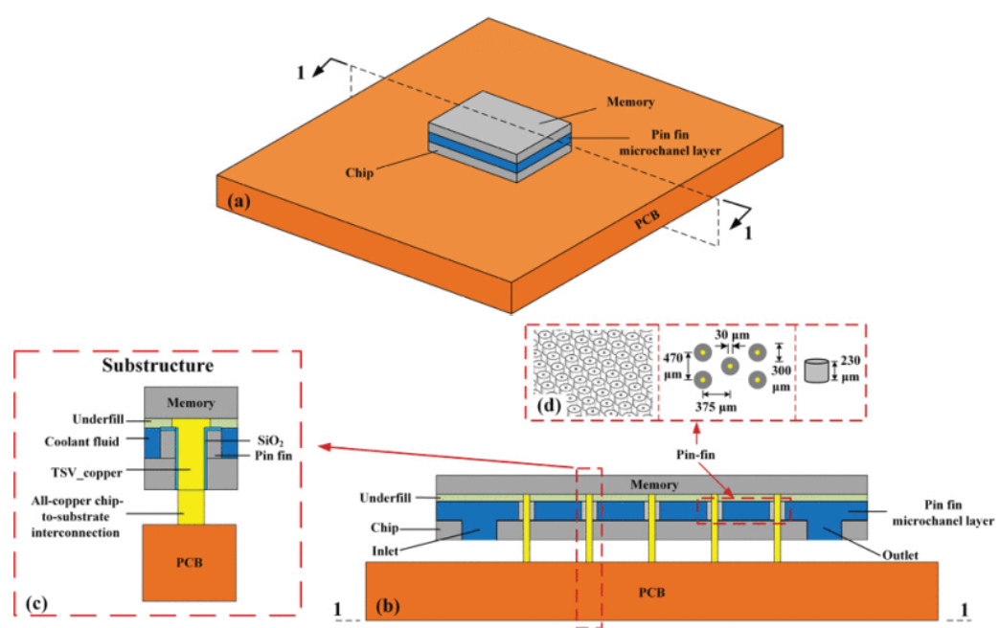 1
Memory
Pin fin
microchanel layer
Chip
(a)
PCB
1
Substructure
Memory
Underfill
Coolant fluid
SiO₂
Pin fin
TSV_copper
All-copper chip-
to-substrate
interconnection
PCB
(c)
30 µm
470
µm
300
µm
375 µm
230
µm
(d)
Pin-fin
Memory
Underfill
Pin fin
microchanel layer
Chip
Inlet
Outlet
PCB
1
(b)
1